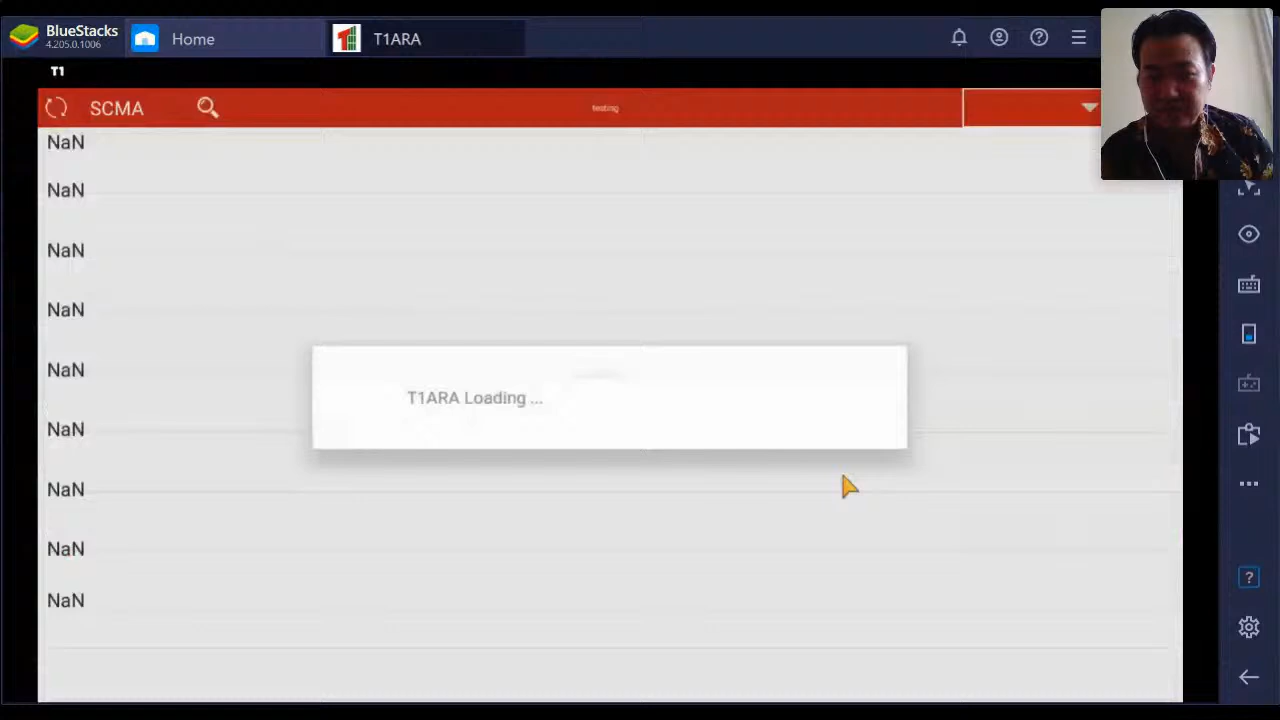 BlueStacks
4.205.0.1006
Home
T1ARA
T1
SCMA
testing
NaN
NaN
NaN
NaN
NaN
NaN
NaN
NaN
NaN
T1ARA Loading ...